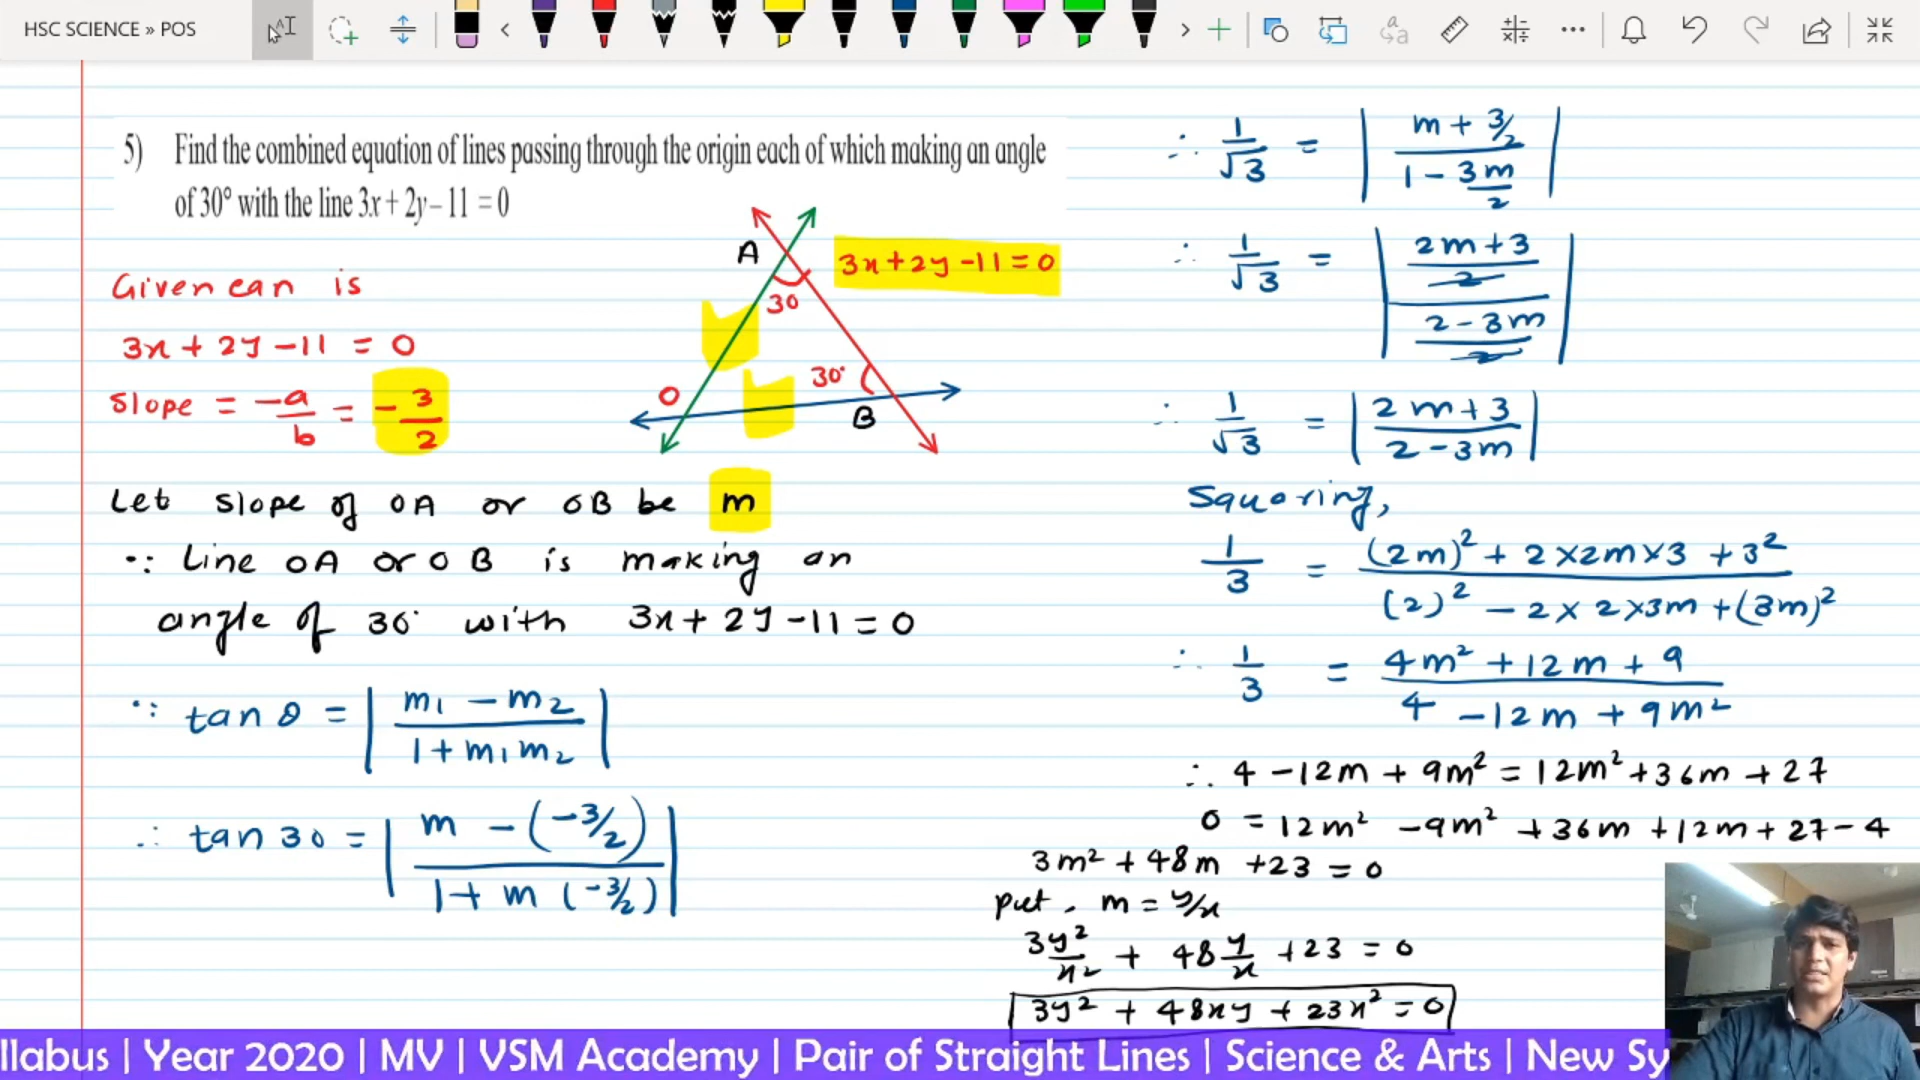 HSC SCIENCE » POS
5) Find the combined equation of lines passing through the origin each of which making an angle
of 30° with the line 3x + 2y – 11 = 0
A
3x+2y-11=0
30
30°
O
B
Given eqn is
3x + 2y - 11 = 0
Slope = -a/b = -3/2
Let slope of OA or OB be m
∵ Line OA or OB is making an
angle of 30° with 3x + 2y - 11 = 0
∵ tan θ = | m1 - m2 / 1 + m1 m2 |
∴ tan 30 = | m - (-3/2) / 1 + m (-3/2) |
∴ 1/√3 = | m + 3/2 / 1 - 3m/2 |
∴ 1/√3 = | 2m+3/2 / 2-3m/2 |
∴ 1/√3 = | 2m+3 / 2-3m |
Squaring,
1/3 = (2m)² + 2×2m×3 + 3² / (2)² - 2×2×3m + (3m)²
∴ 1/3 = 4m² + 12m + 9 / 4 - 12m + 9m²
∴ 4 - 12m + 9m² = 12m² + 36m + 27
0 = 12m² - 9m² + 36m + 12m + 27 - 4
3m² + 48m + 23 = 0
put, m = y/x
3y²/x² + 48 y/x + 23 = 0
3y² + 48xy + 23x² = 0
llabus | Year 2020 | MV | VSM Academy | Pair of Straight Lines | Science & Arts | New Sy